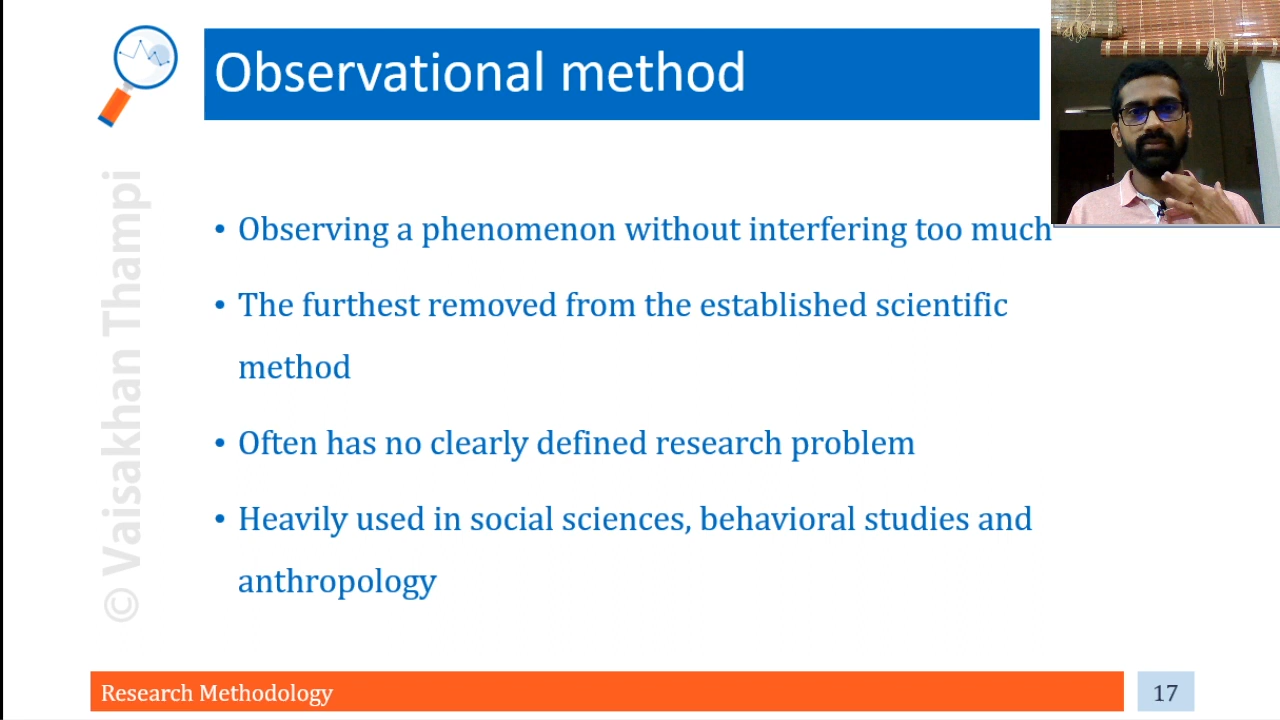 Observational method
• Observing a phenomenon without interfering too much
• The furthest removed from the established scientific
method
• Often has no clearly defined research problem
• Heavily used in social sciences, behavioral studies and
anthropology
© Vaisakhan Thampi
Research Methodology
17